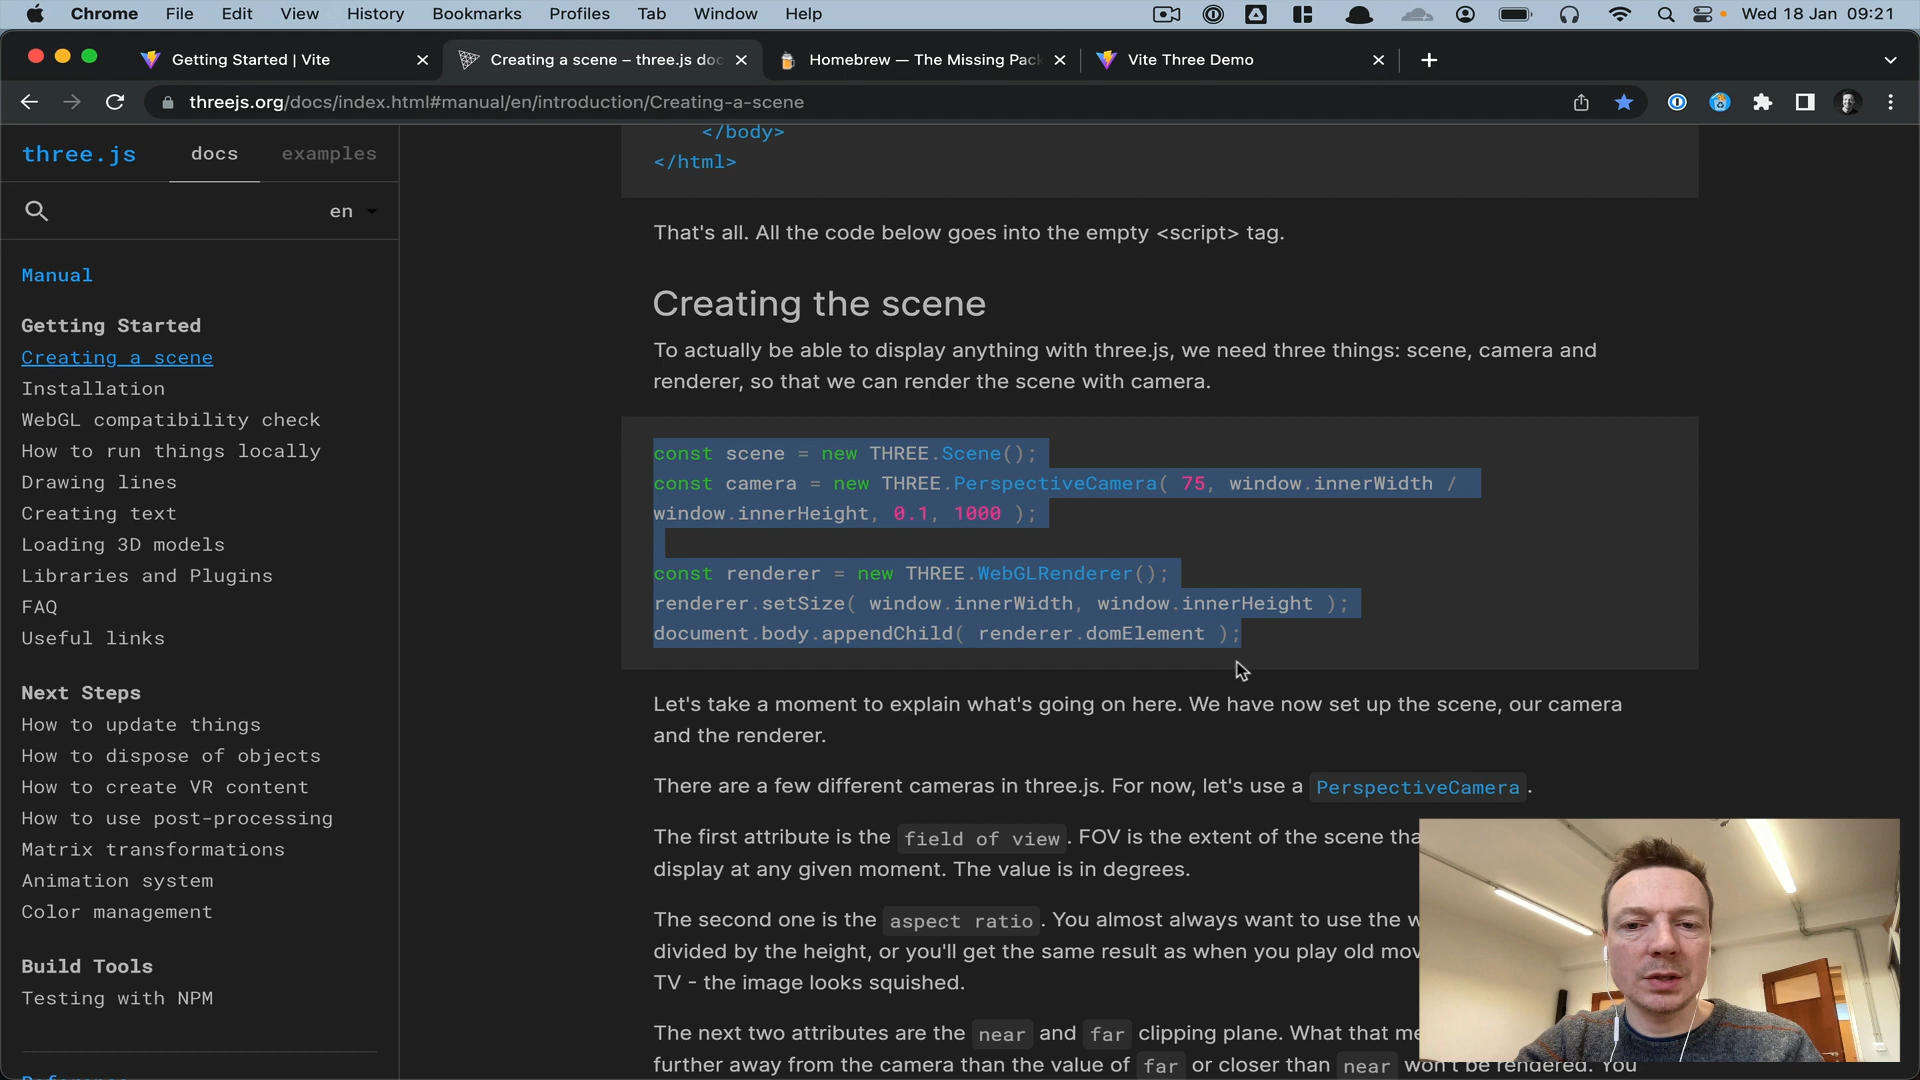 Chrome File Edit View History Bookmarks Profiles Tab Window Help Wed 18 Jan 09:21
Getting Started | Vite Creating a scene – three.js doc Homebrew — The Missing Pack Vite Three Demo
threejs.org/docs/index.html#manual/en/introduction/Creating-a-scene
three.js docs examples
en
Manual
Getting Started
Creating a scene
Installation
WebGL compatibility check
How to run things locally
Drawing lines
Creating text
Loading 3D models
Libraries and Plugins
FAQ
Useful links
Next Steps
How to update things
How to dispose of objects
How to create VR content
How to use post-processing
Matrix transformations
Animation system
Color management
Build Tools
Testing with NPM
</body>
</html>
That's all. All the code below goes into the empty <script> tag.
Creating the scene
To actually be able to display anything with three.js, we need three things: scene, camera and
renderer, so that we can render the scene with camera.
const scene = new THREE.Scene();
const camera = new THREE.PerspectiveCamera( 75, window.innerWidth /
window.innerHeight, 0.1, 1000 );
const renderer = new THREE.WebGLRenderer();
renderer.setSize( window.innerWidth, window.innerHeight );
document.body.appendChild( renderer.domElement );
Let's take a moment to explain what's going on here. We have now set up the scene, our camera
and the renderer.
There are a few different cameras in three.js. For now, let's use a PerspectiveCamera.
The first attribute is the field of view. FOV is the extent of the scene tha
display at any given moment. The value is in degrees.
The second one is the aspect ratio. You almost always want to use the w
divided by the height, or you'll get the same result as when you play old mov
TV - the image looks squished.
The next two attributes are the near and far clipping plane. What that me
further away from the camera than the value of far or closer than near won't be rendered. You